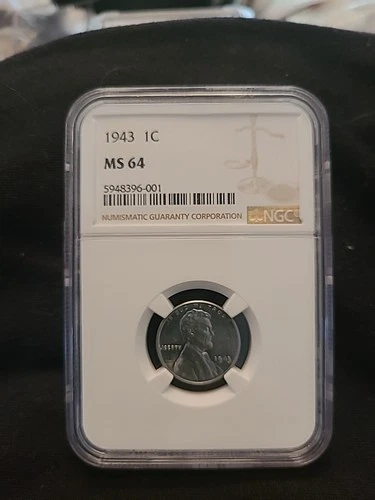 1943 1C
MS 64
5948396-001
NUMISMATIC GUARANTY CORPORATION
NGC
LIBERTY
1943